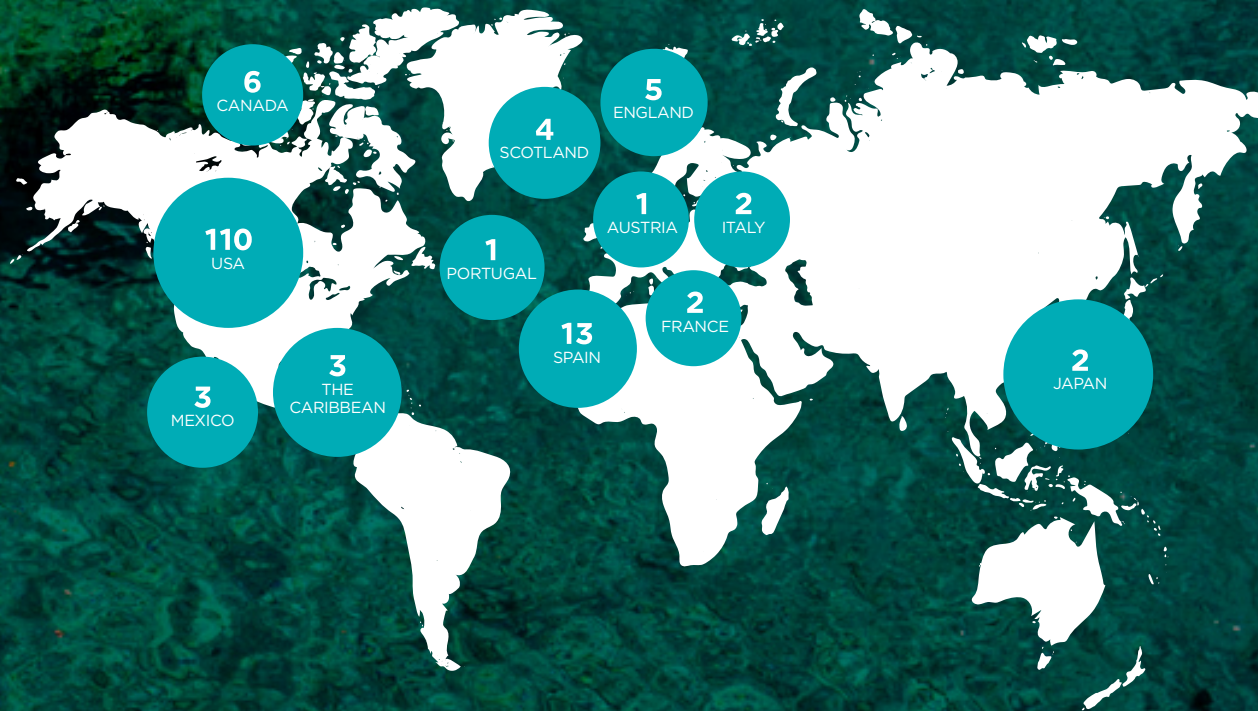 6
CANADA
5
ENGLAND
4
SCOTLAND
110
USA
1
AUSTRIA
2
ITALY
1
PORTUGAL
13
SPAIN
2
FRANCE
3
MEXICO
3
THE
CARIBBEAN
2
JAPAN